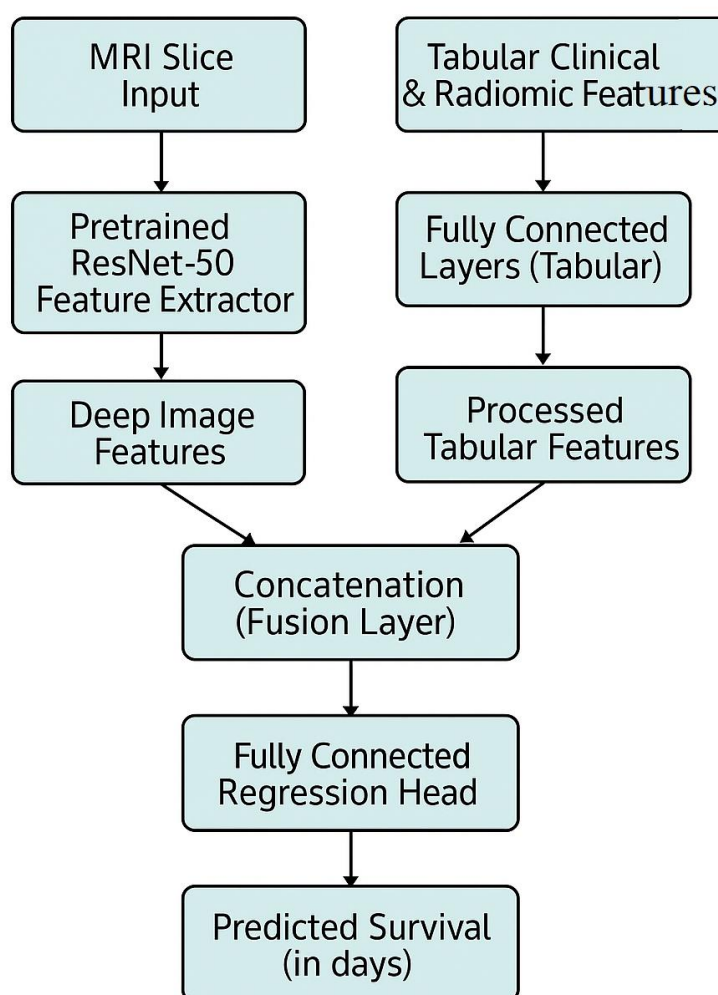 MRI Slice
Input
Tabular Clinical
& Radiomic Features
Pretrained
ResNet-50
Feature Extractor
Fully Connected
Layers (Tabular)
Deep Image
Features
Processed
Tabular Features
Concatenation
(Fusion Layer)
Fully Connected
Regression Head
Predicted Survival
(in days)